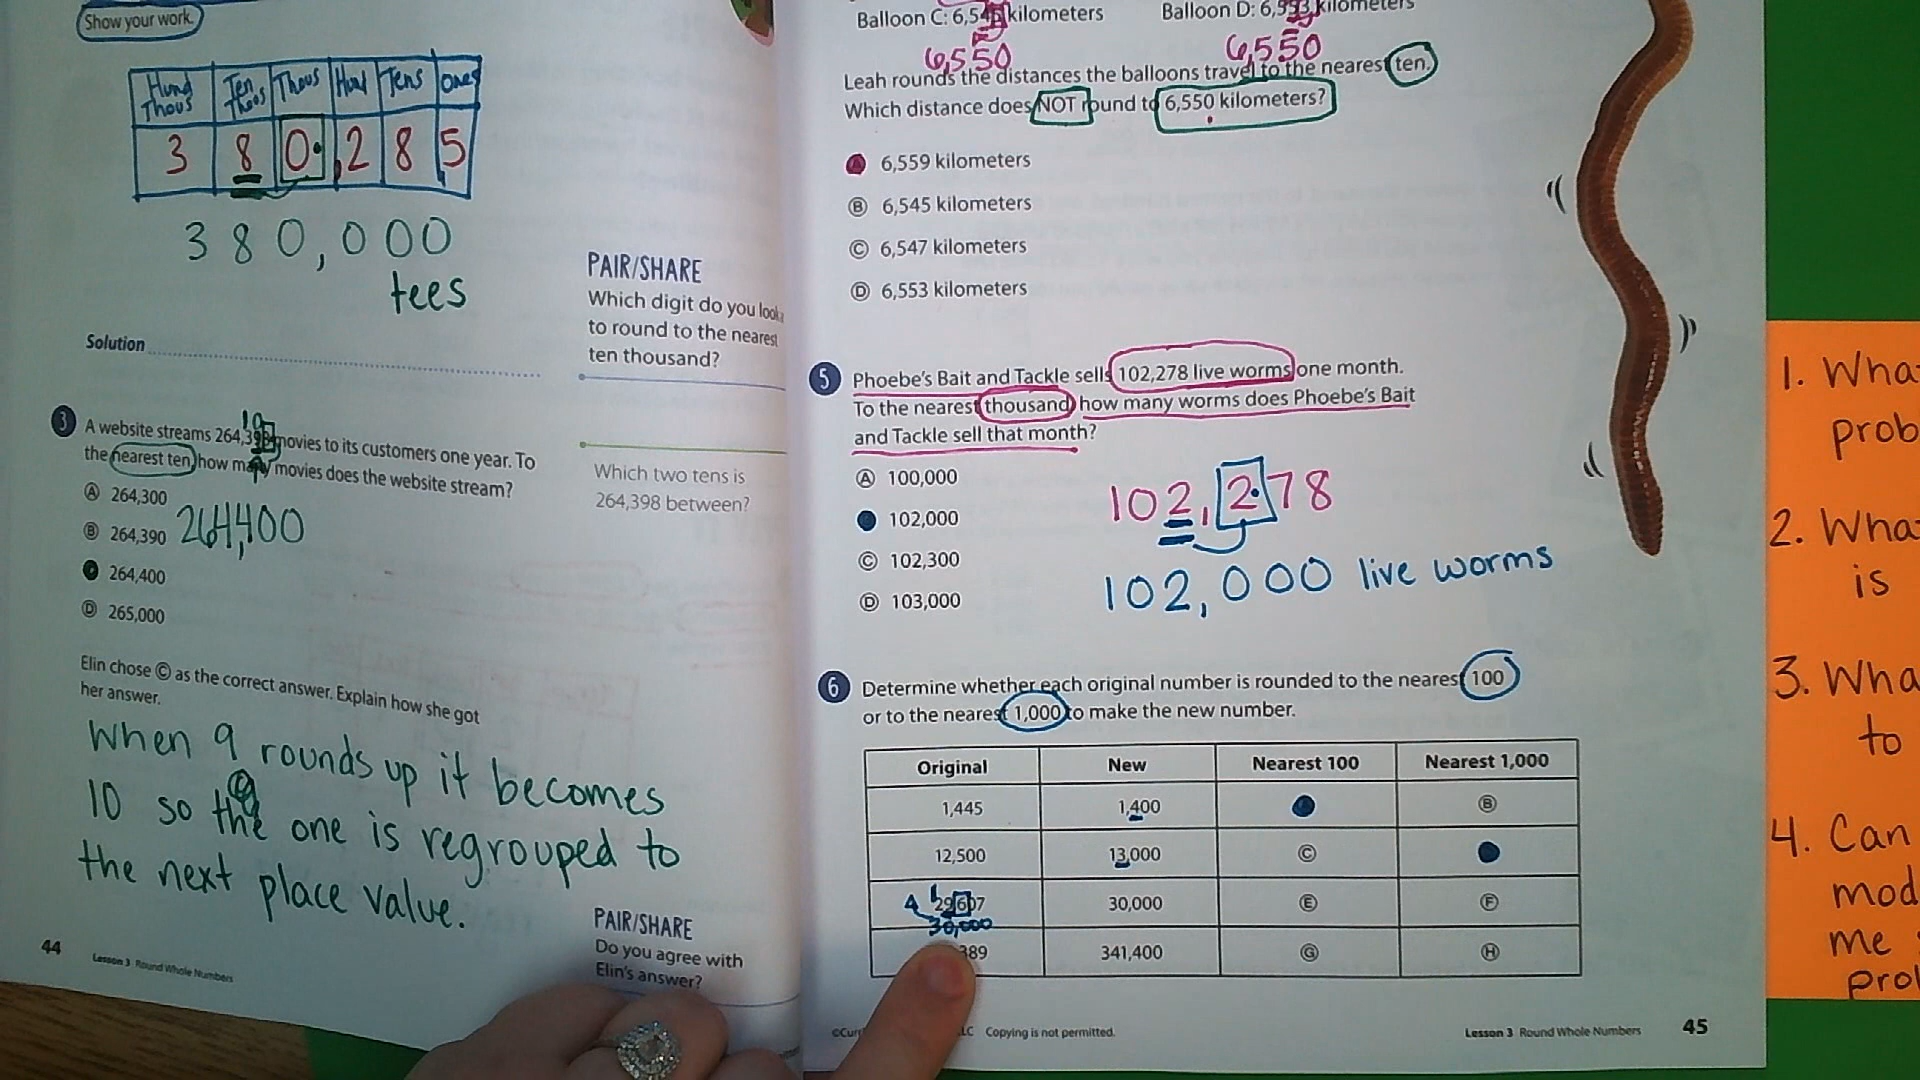 Show your work.
Hund Thous
Ten Thous
Thous
Hund
Tens
Ones
3 8 0 , 2 8 5
380,000
tees
PAIR/SHARE
Which digit do you look
to round to the nearest
ten thousand?
Solution
3 A website streams 264,398 movies to its customers one year. To
the nearest ten, how many movies does the website stream?
10
A 264,300
B 264,390
264,400
264,400
D 265,000
Which two tens is
264,398 between?
Elin chose C as the correct answer. Explain how she got
her answer.
When 9 rounds up it becomes
10 so the one is regrouped to
the next place value.
PAIR/SHARE
Do you agree with
Elin's answer?
44 Lesson 3 Round Whole Numbers
Balloon C: 6,545 kilometers Balloon D: 6,553 kilometers
6,550 6,550
Leah rounds the distances the balloons travel to the nearest ten.
Which distance does NOT round to 6,550 kilometers?
6,559 kilometers
B 6,545 kilometers
C 6,547 kilometers
D 6,553 kilometers
5 Phoebe's Bait and Tackle sells 102,278 live worms one month.
To the nearest thousand, how many worms does Phoebe's Bait
and Tackle sell that month?
A 100,000
102,000
C 102,300
D 103,000
102,278
102,000 live worms
6 Determine whether each original number is rounded to the nearest 100
or to the nearest 1,000 to make the new number.
Original New Nearest 100 Nearest 1,000
1,445 1,400 B
12,500 13,000 C
29,607 30,000 E F
30,000
389 341,400 G H
LC Copying is not permitted.
Lesson 3 Round Whole Numbers 45
1. Wha
prob
2. Wha
is
3. Wha
to
4. Can
mod
me
pro